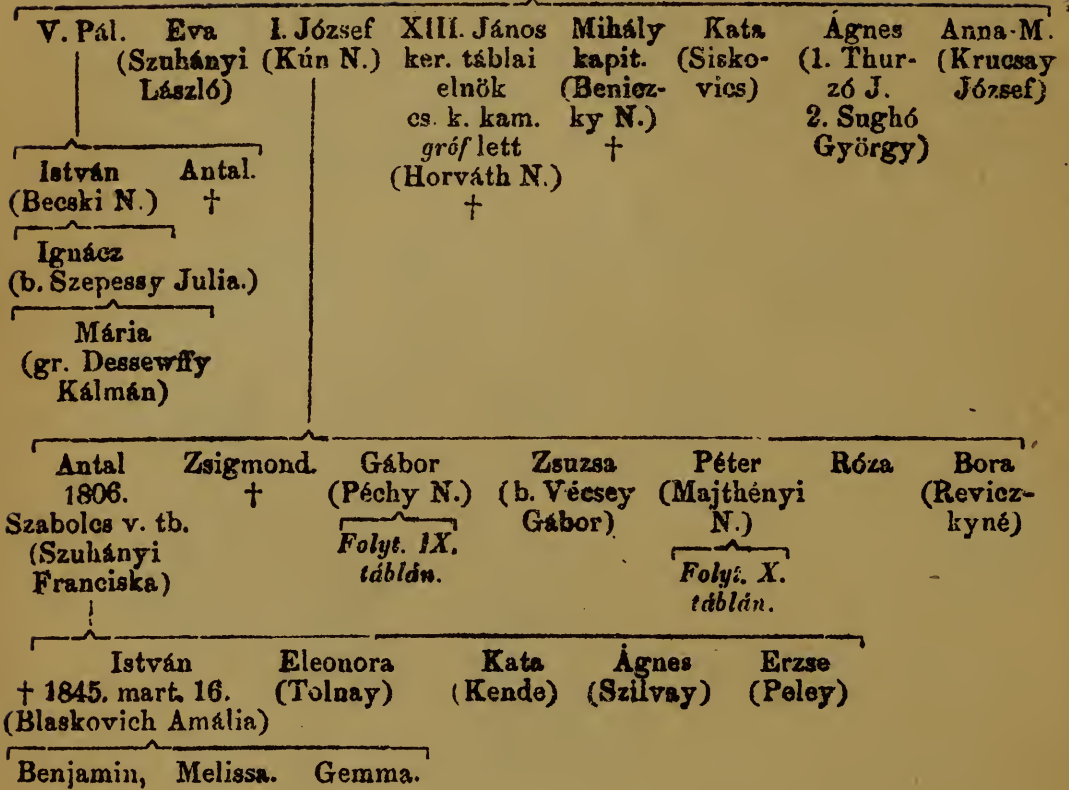 V. Pál. Eva I. József XIII. János Mihály Kata Ágnes Anna-M.
(Szuhányi (Kún N.) ker. táblai kapit. (Sisko- (1. Thur- (Krucsay
László) elnök (Benicz- vics) zó J. József)
cs. k. kam. ky N.) 2. Sughó
gróf lett † György)
István Antal. (Horváth N.)
(Becski N.) † †
Ignácz
(b. Szepessy Julia.)
Mária
(gr. Dessewffy
Kálmán)
Antal Zsigmond. Gábor Zsuzsa Péter Róza Bora
1806. † (Péchy N.) (b. Vécsey (Majthényi (Revicz-
Szabolcs v. tb. Gábor) N.) kyné)
(Szuhányi Folyt. IX. Folyt. X.
Franciska) táblán. táblán.
István Eleonora Kata Ágnes Erzse
† 1845. mart. 16. (Tolnay) (Kende) (Szilvay) (Peley)
(Blaskovich Amália)
Benjamin, Melissa. Gemma.